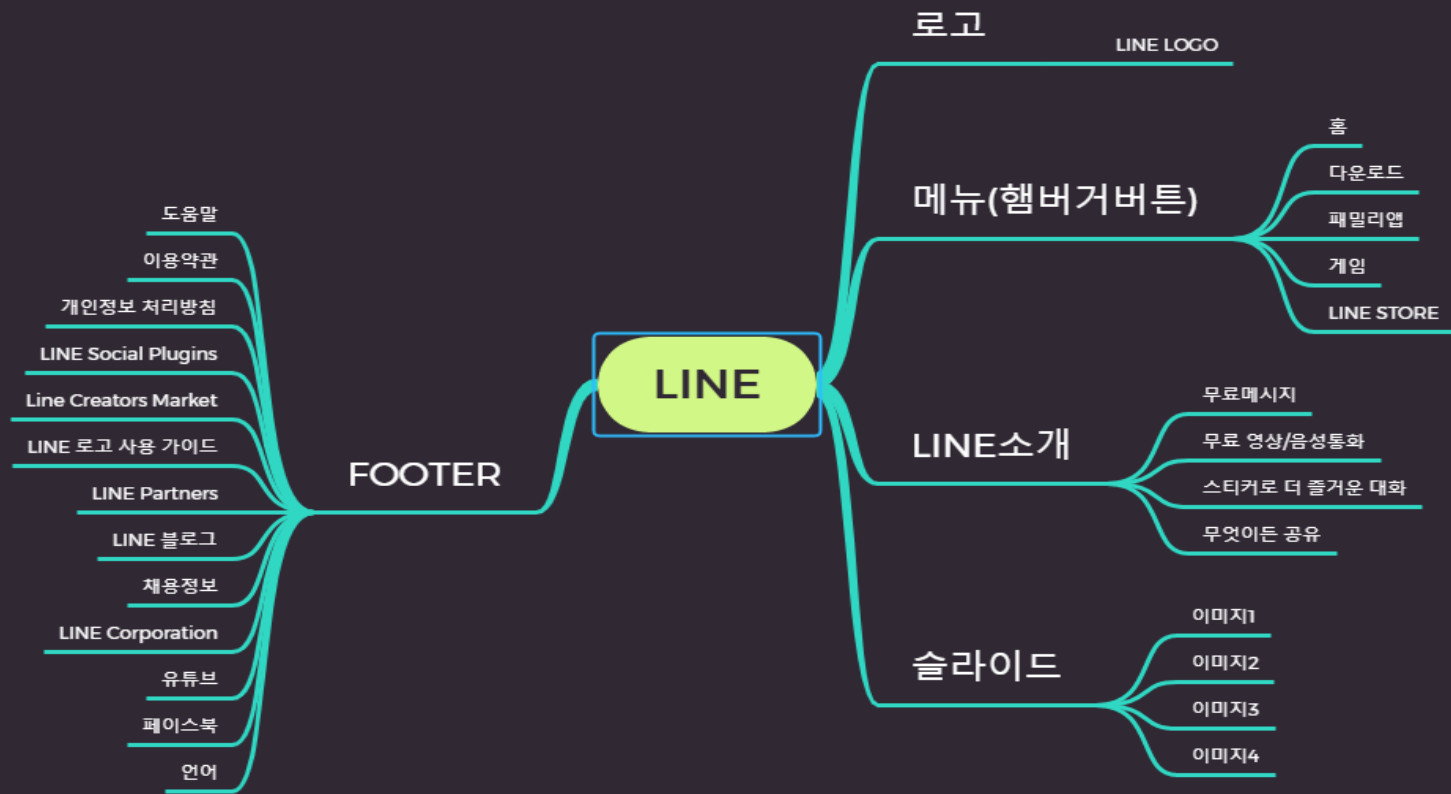 LINE
로고
LINE LOGO
메뉴(햄버거버튼)
홈
다운로드
패밀리앱
게임
LINE STORE
LINE소개
무료메시지
무료 영상/음성통화
스티커로 더 즐거운 대화
무엇이든 공유
슬라이드
이미지1
이미지2
이미지3
이미지4
FOOTER
도움말
이용약관
개인정보 처리방침
LINE Social Plugins
Line Creators Market
LINE 로고 사용 가이드
LINE Partners
LINE 블로그
채용정보
LINE Corporation
유튜브
페이스북
언어